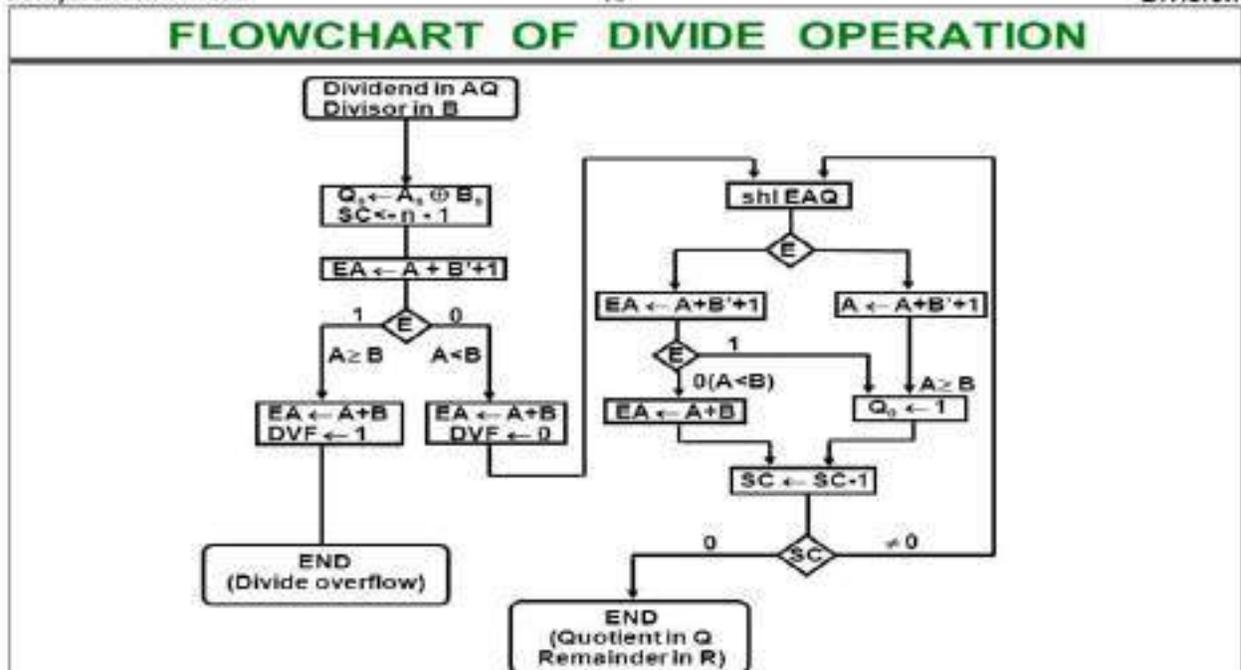 FLOWCHART OF DIVIDE OPERATION
Dividend in AQ
Divisor in B
Qₛ← Aₛ ⊕ Bₛ
SC<- n - 1
EA ← A + B'+1
1
E
0
A≥ B
A<B
EA ← A+B
DVF ← 1
EA ← A+B
DVF ← 0
END
(Divide overflow)
shl EAQ
E
EA ← A+B'+1
A ← A+B'+1
E
1
0(A<B)
A≥ B
EA ← A+B
Q₀ ← 1
SC ← SC-1
0
SC
≠0
END
(Quotient in Q
Remainder in R)